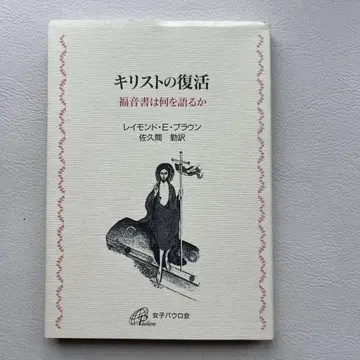 キリストの復活
福音書は何を語るか
レイモンド・E・ブラウン
佐久間 勤訳
女子パウロ会